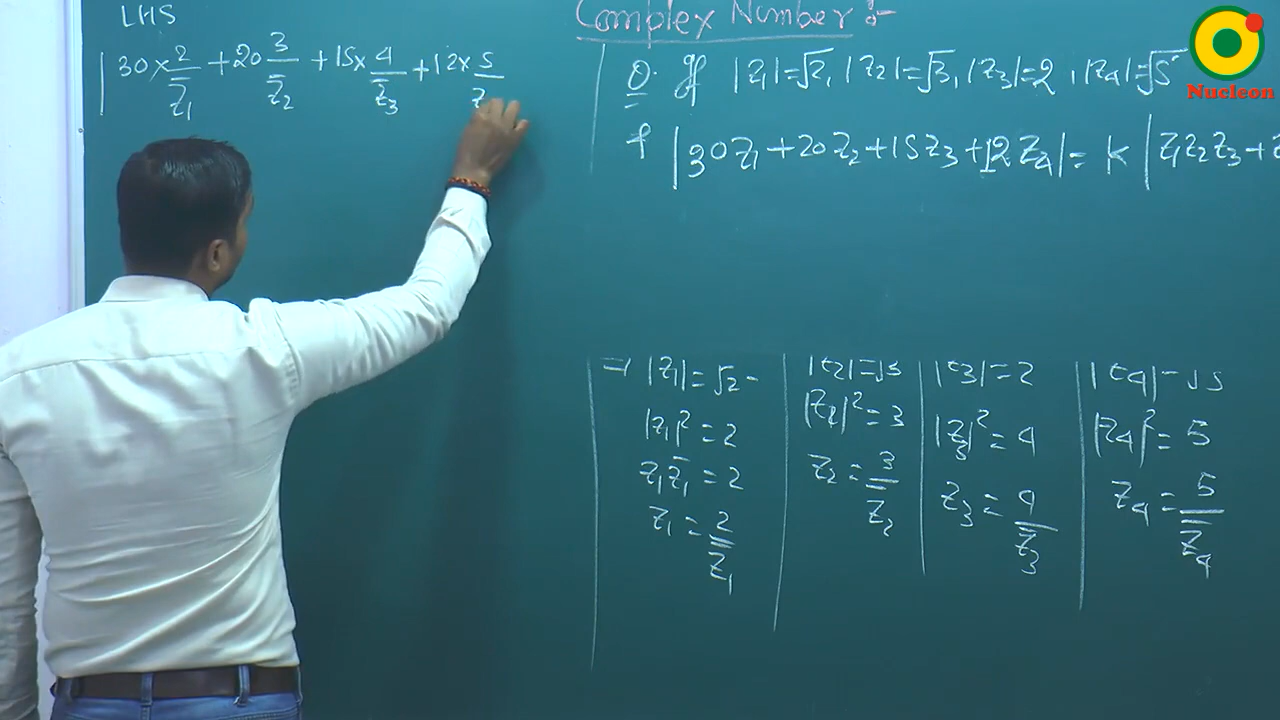 LHS
|30×2/z̄₁ + 20 3/z̄₂ + 15×4/z̄₃ + 12×5/z
Complex Number:-
Q. If |z₁|=√2, |z₂|=√3, |z₃|=2, |z₄|=√5
f |30z₁+20z₂+15z₃+12z₄|= k |z₁z₂z₃+z
Nucleon
⇒ |z₁|=√2
|z₁|²=2
z₁z̄₁=2
z₁=2/z̄₁
|z₂|=√3
|z₂|²=3
z₂=3/z̄₂
|z₃|=2
|z₃|²=4
z₃=4/z̄₃
|z₄|=√5
|z₄|²=5
z₄=5/z̄₄